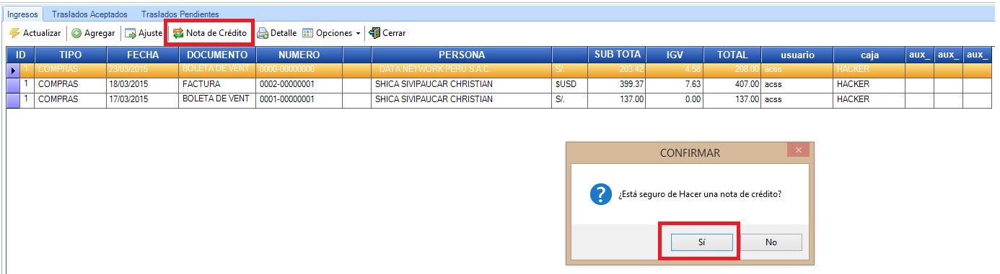 Ingresos Traslados Aceptados Traslados Pendientes
Actualizar Agregar Ajuste Nota de Crédito Detalle Opciones Cerrar
ID TIPO FECHA DOCUMENTO NUMERO PERSONA SUB TOTA IGV TOTAL usuario caja aux_ aux_ aux_
1 COMPRAS 23/03/2015 BOLETA DE VENT 0000-00000000 DATA NETWORK PERU S.A.C. S/. 203.42 4.58 208.00 acss HACKER
1 COMPRAS 18/03/2015 FACTURA 0002-00000001 SHICA SIVIPAUCAR CHRISTIAN $USD 399.37 7.63 407.00 acss HACKER
1 COMPRAS 17/03/2015 BOLETA DE VENT 0001-00000001 SHICA SIVIPAUCAR CHRISTIAN S/. 137.00 0.00 137.00 acss HACKER
CONFIRMAR
¿Está seguro de Hacer una nota de crédito?
Sí No